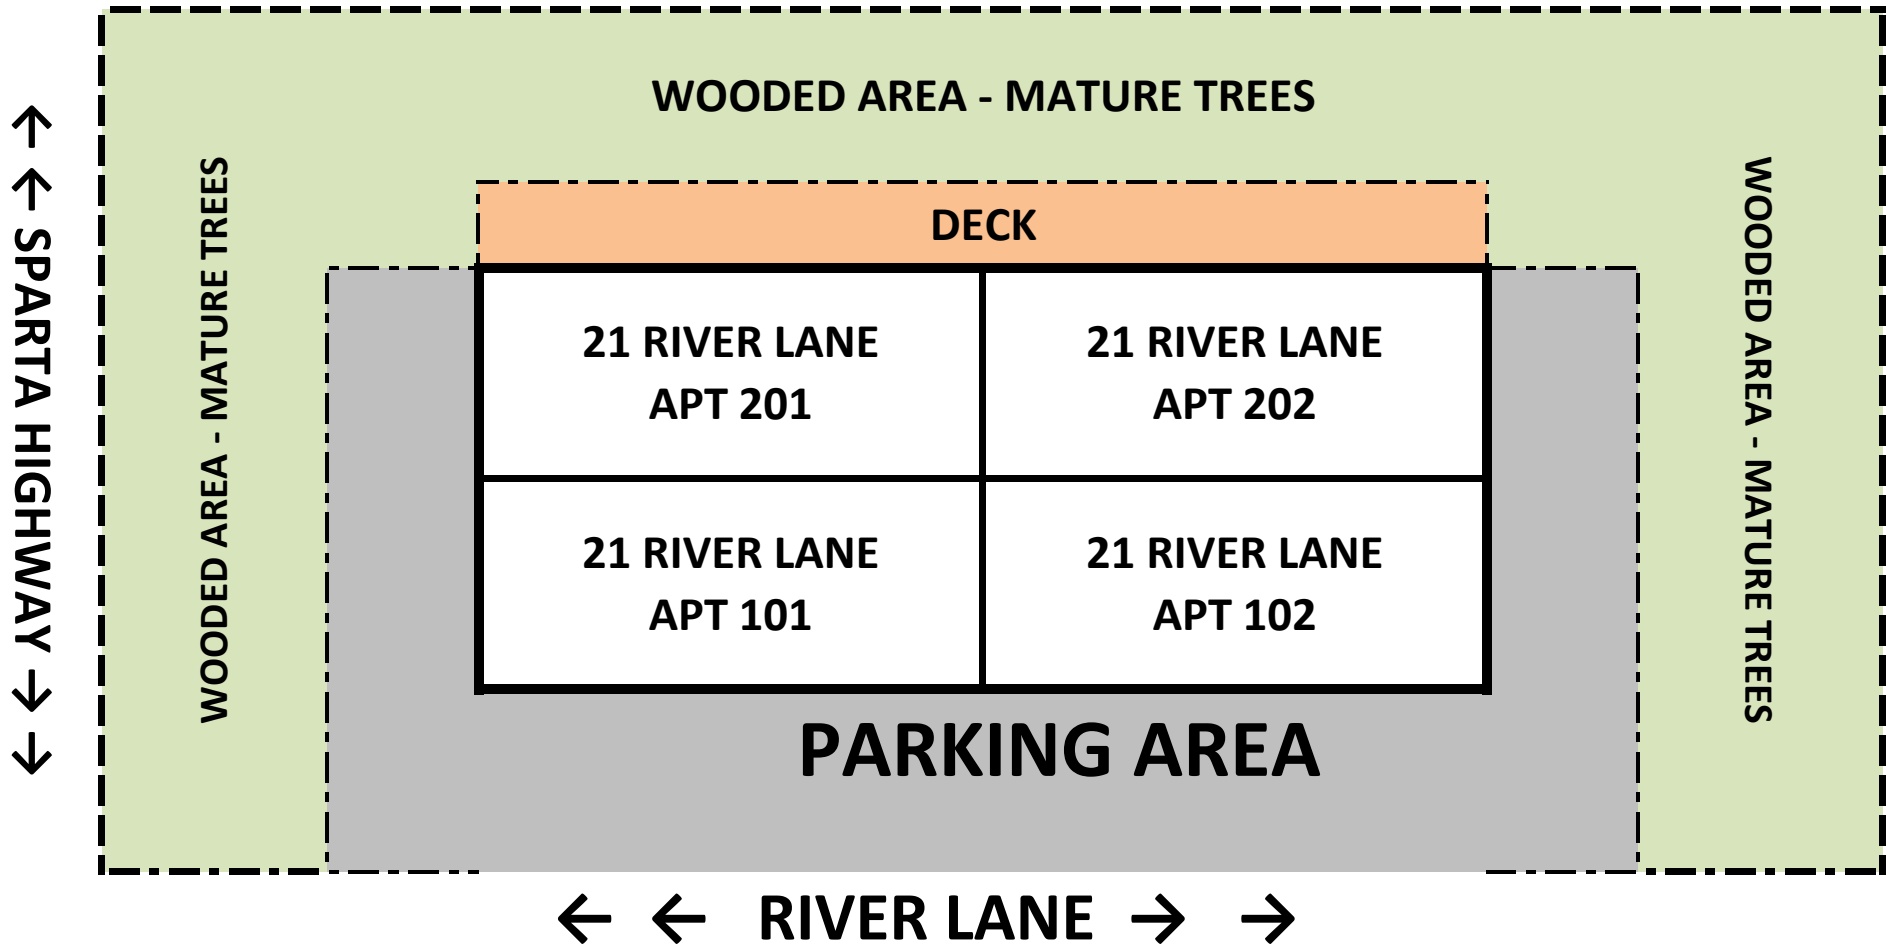 WOODED AREA - MATURE TREES
← ← SPARTA HIGHWAY → →
WOODED AREA - MATURE TREES
WOODED AREA - MATURE TREES
DECK
21 RIVER LANE
APT 201
21 RIVER LANE
APT 202
21 RIVER LANE
APT 101
21 RIVER LANE
APT 102
PARKING AREA
← ← RIVER LANE → →